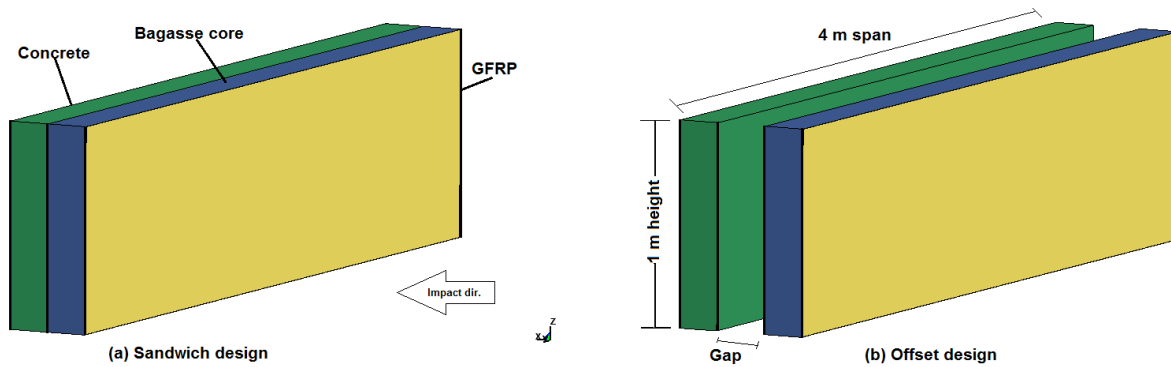 Concrete
Bagasse core
GFRP
Impact dir.
z
x
(a) Sandwich design
4 m span
1 m height
Gap
(b) Offset design